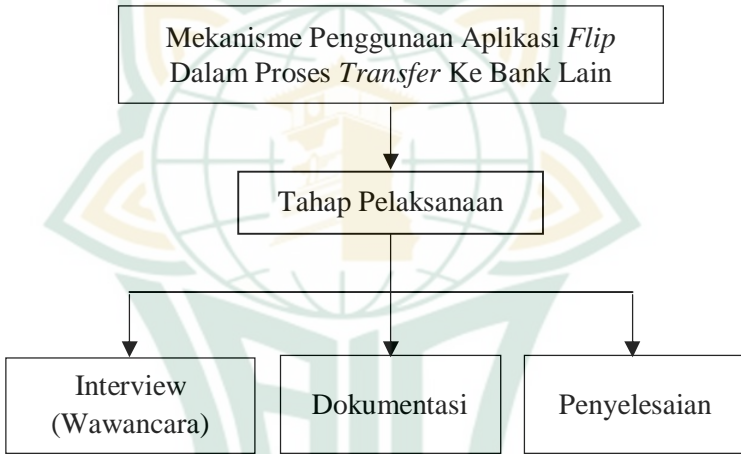 Mekanisme Penggunaan Aplikasi Flip
Dalam Proses Transfer Ke Bank Lain
Tahap Pelaksanaan
Interview
(Wawancara)
Dokumentasi
Penyelesaian